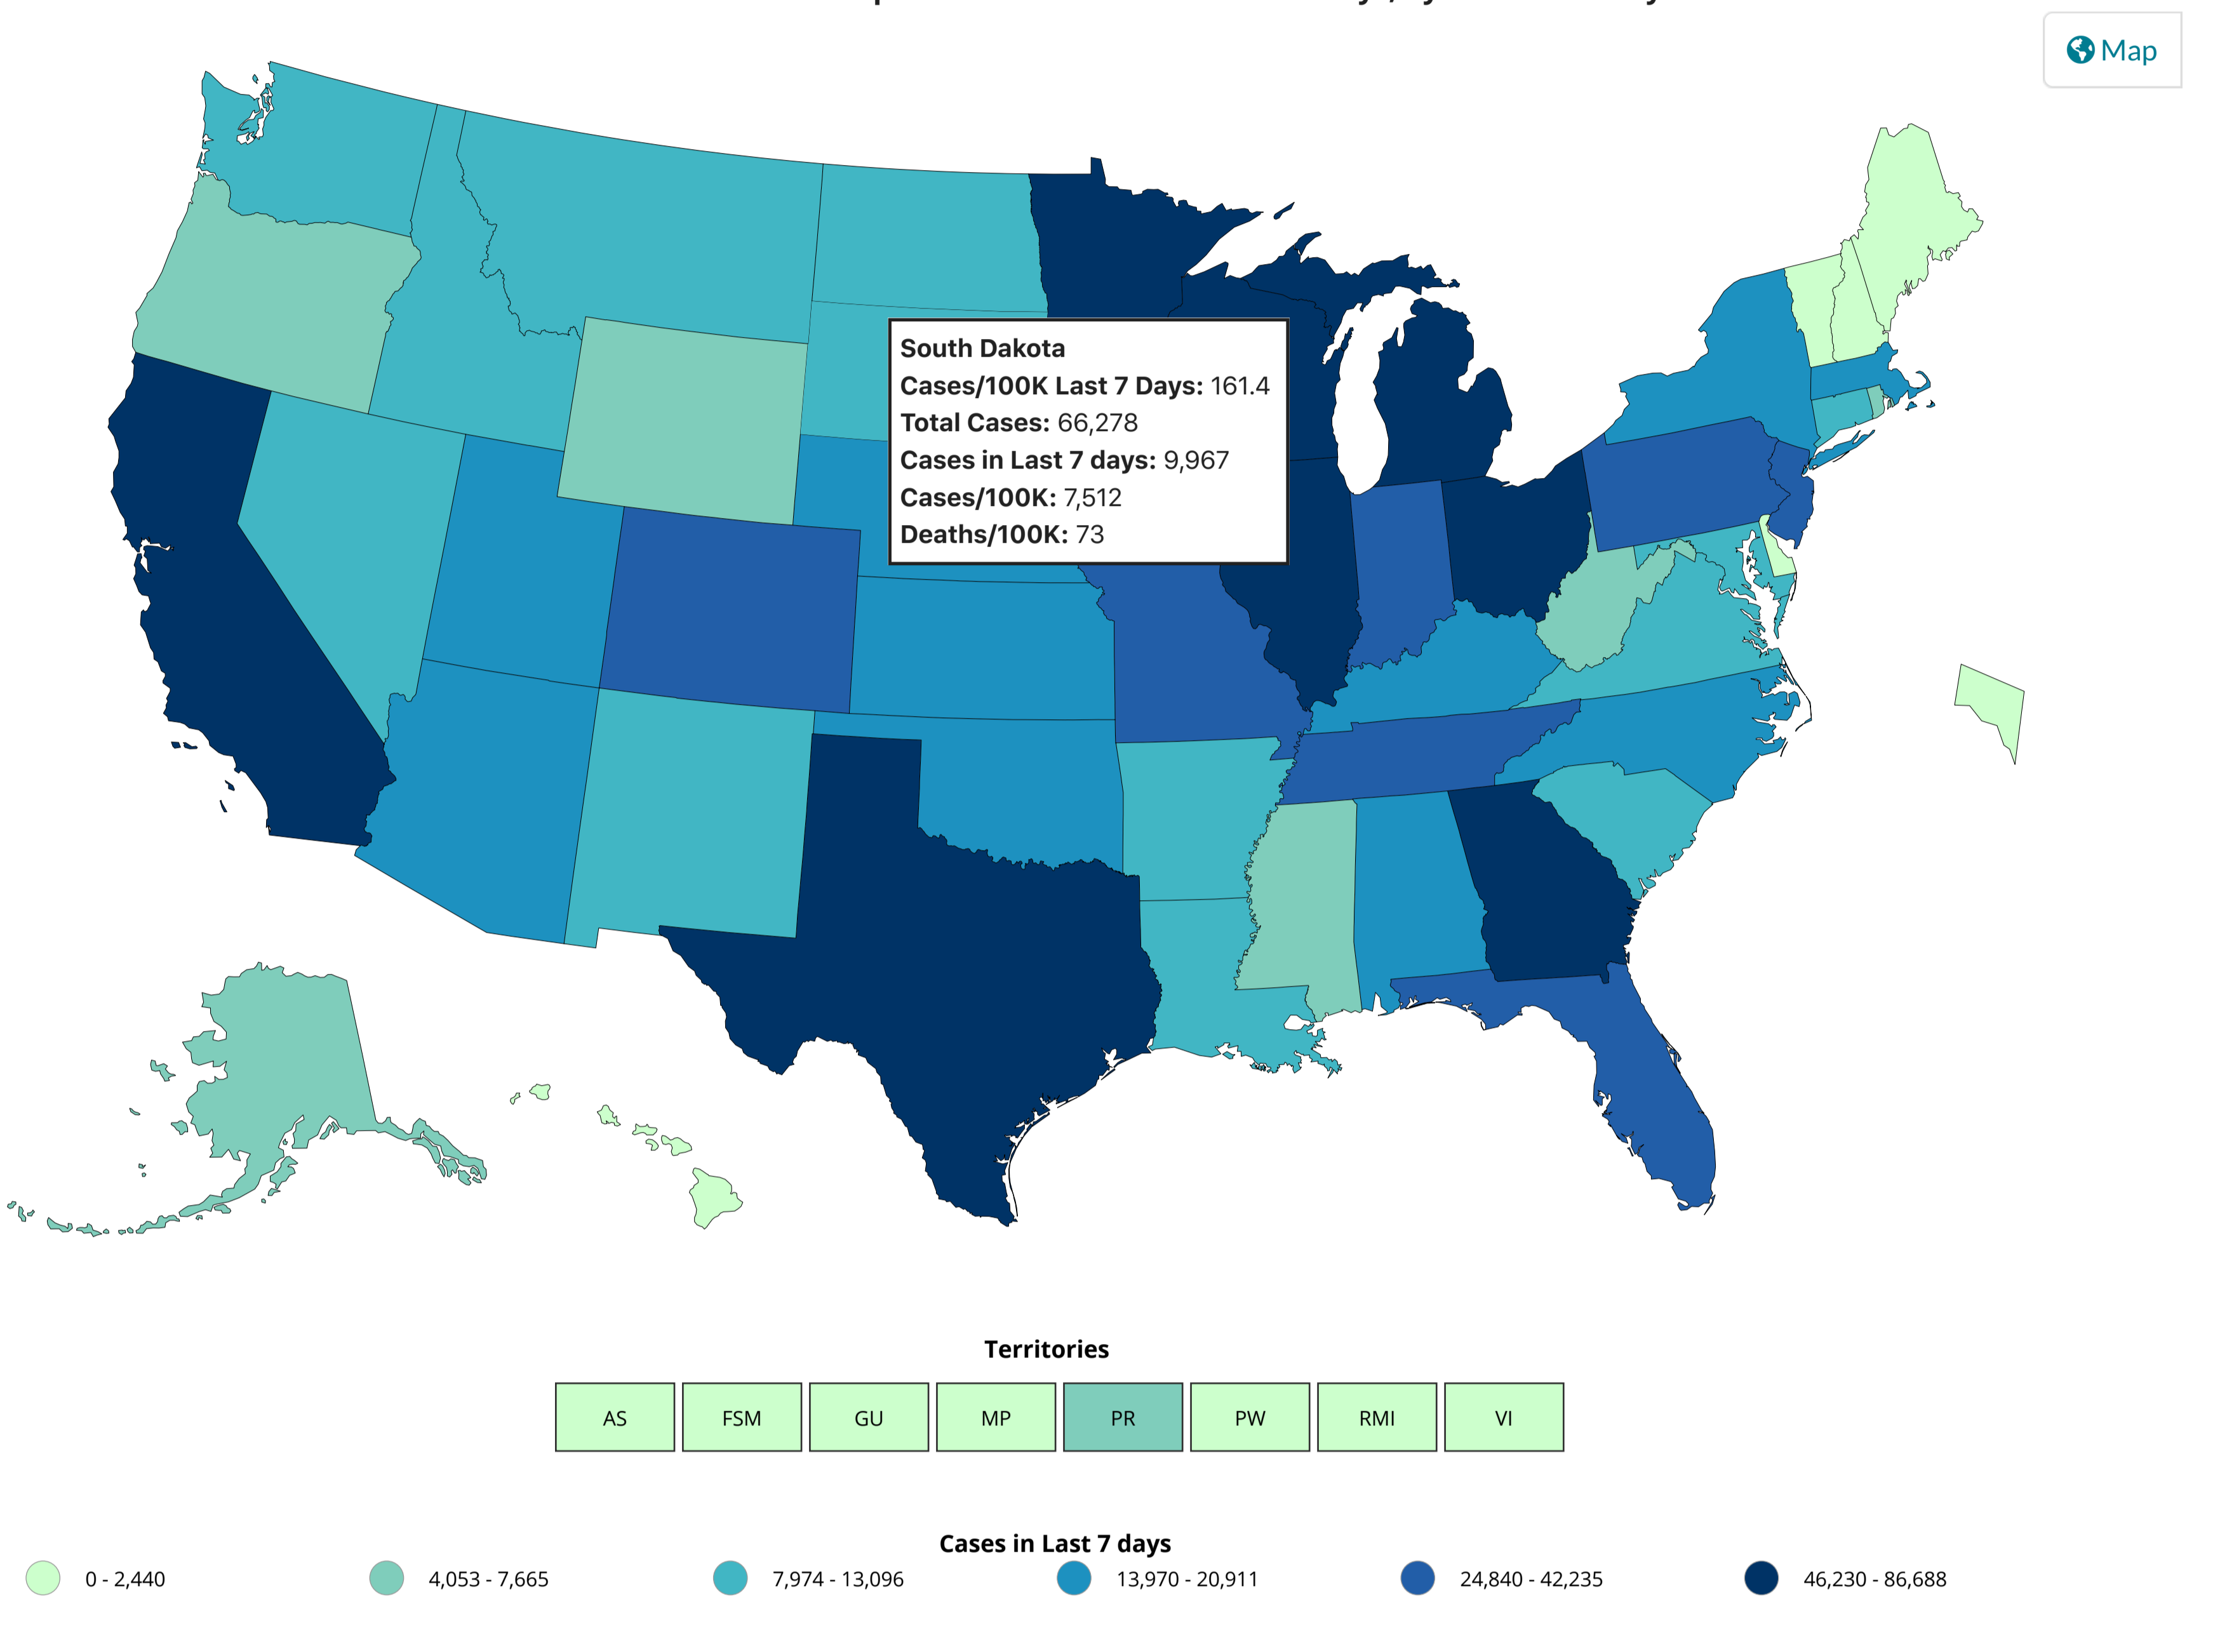 Map
South Dakota
Cases/100K Last 7 Days: 161.4
Total Cases: 66,278
Cases in Last 7 days: 9,967
Cases/100K: 7,512
Deaths/100K: 73
Territories
AS FSM GU MP PR PW RMI VI
Cases in Last 7 days
0 - 2,440 4,053 - 7,665 7,974 - 13,096 13,970 - 20,911 24,840 - 42,235 46,230 - 86,688